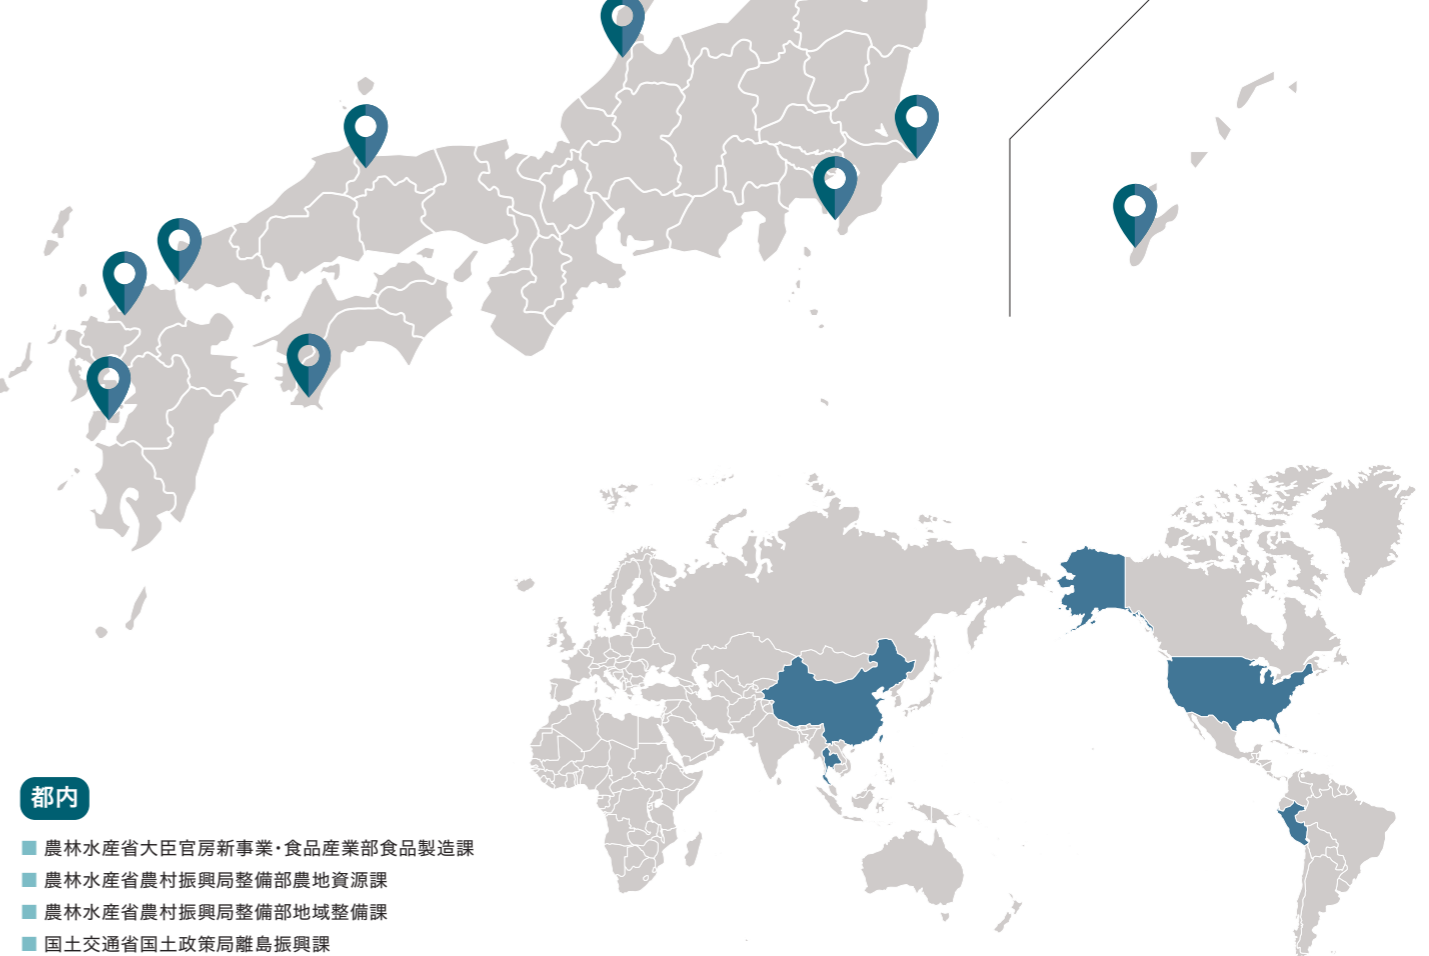 都内
■ 農林水産省大臣官房新事業・食品産業部食品製造課
■ 農林水産省農村振興局整備部農地資源課
■ 農林水産省農村振興局整備部地域整備課
■ 国土交通省国土政策局離島振興課